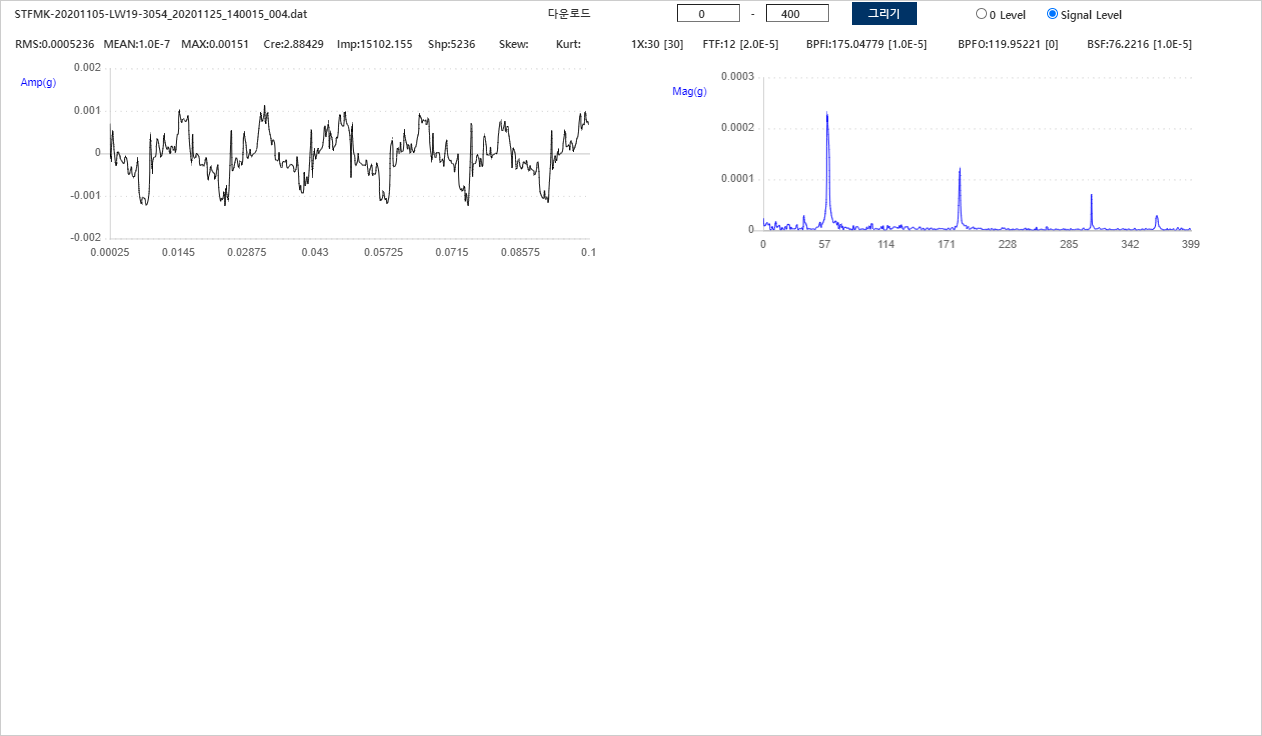 STFMK-20201105-LW19-3054_20201125_140015_004.dat 다운로드 0 - 400 그리기 0 Level Signal Level
RMS:0.0005236 MEAN:1.0E-7 MAX:0.00151 Cre:2.88429 Imp:15102.155 Shp:5236 Skew: Kurt: 1X:30 [30] FTF:12 [2.0E-5] BPFI:175.04779 [1.0E-5] BPFO:119.95221 [0] BSF:76.2216 [1.0E-5]
Amp(g)
0.002
0.001
0
-0.001
-0.002
0.00025 0.0145 0.02875 0.043 0.05725 0.0715 0.08575 0.1
Mag(g)
0.0003
0.0002
0.0001
0
0 57 114 171 228 285 342 399